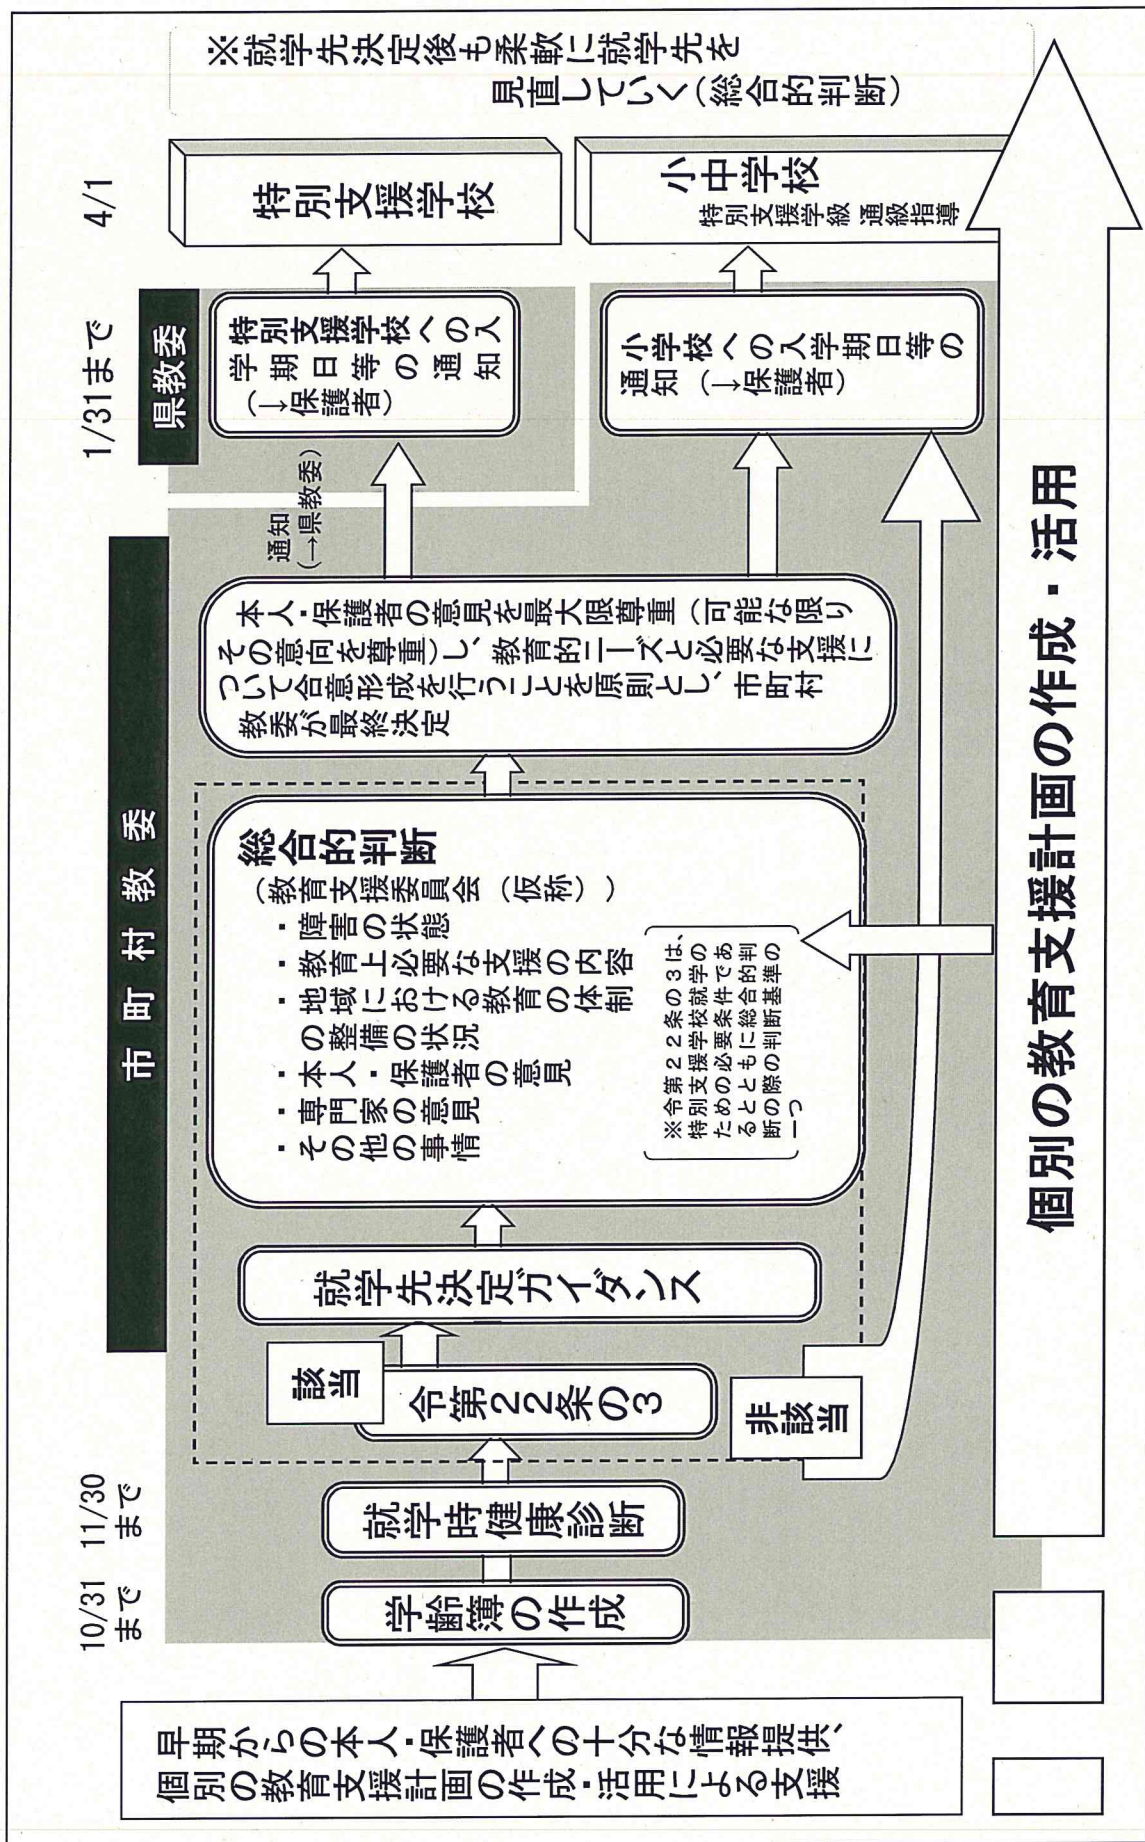 早期からの本人・保護者への十分な情報提供、
個別の教育支援計画の作成・活用による支援
10/31
まで
11/30
まで
1/31まで
4/1
市町村教委
県教委
学齢簿の作成
就学時健康診断
令第22条の3
該当
非該当
就学先決定ガイダンス
総合的判断
（教育支援委員会（仮称））
・障害の状態
・教育上必要な支援の内容
・地域における教育の体制
の整備の状況
・本人・保護者の意見
・専門家の意見
・その他の事情
※令第22条の3は、
特別支援学校就学の
ための必要条件であ
るとともに総合的判
断の際の判断基準の
一つ
本人・保護者の意見を最大限尊重（可能な限り
その意向を尊重）し、教育的ニーズと必要な支援に
ついて合意形成を行うことを原則とし、市町村
教委が最終決定
通知
(→県教委)
特別支援学校への入
学期日等の通知
（→保護者）
小学校への入学期日等の
通知（→保護者）
特別支援学校
小中学校
特別支援学級 通級指導
※就学先決定後も柔軟に就学先を
見直していく（総合的判断）
個別の教育支援計画の作成・活用